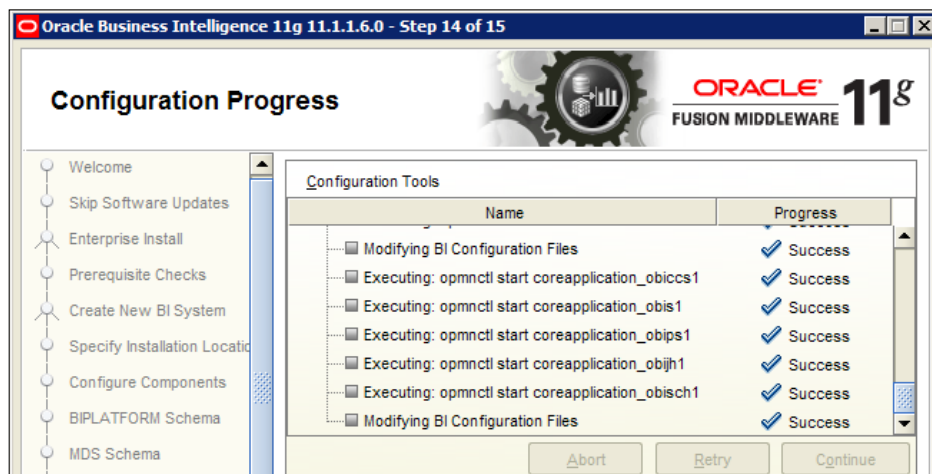 Oracle Business Intelligence 11g 11.1.1.6.0 - Step 14 of 15
Configuration Progress
ORACLE®
FUSION MIDDLEWARE 11g
Welcome
Skip Software Updates
Enterprise Install
Prerequisite Checks
Create New BI System
Specify Installation Locatio
Configure Components
BIPLATFORM Schema
MDS Schema
Configuration Tools
Name Progress
Modifying BI Configuration Files Success
Executing: opmnctl start coreapplication_obiccs1 Success
Executing: opmnctl start coreapplication_obis1 Success
Executing: opmnctl start coreapplication_obips1 Success
Executing: opmnctl start coreapplication_obijh1 Success
Executing: opmnctl start coreapplication_obisch1 Success
Modifying BI Configuration Files Success
Abort Retry Continue